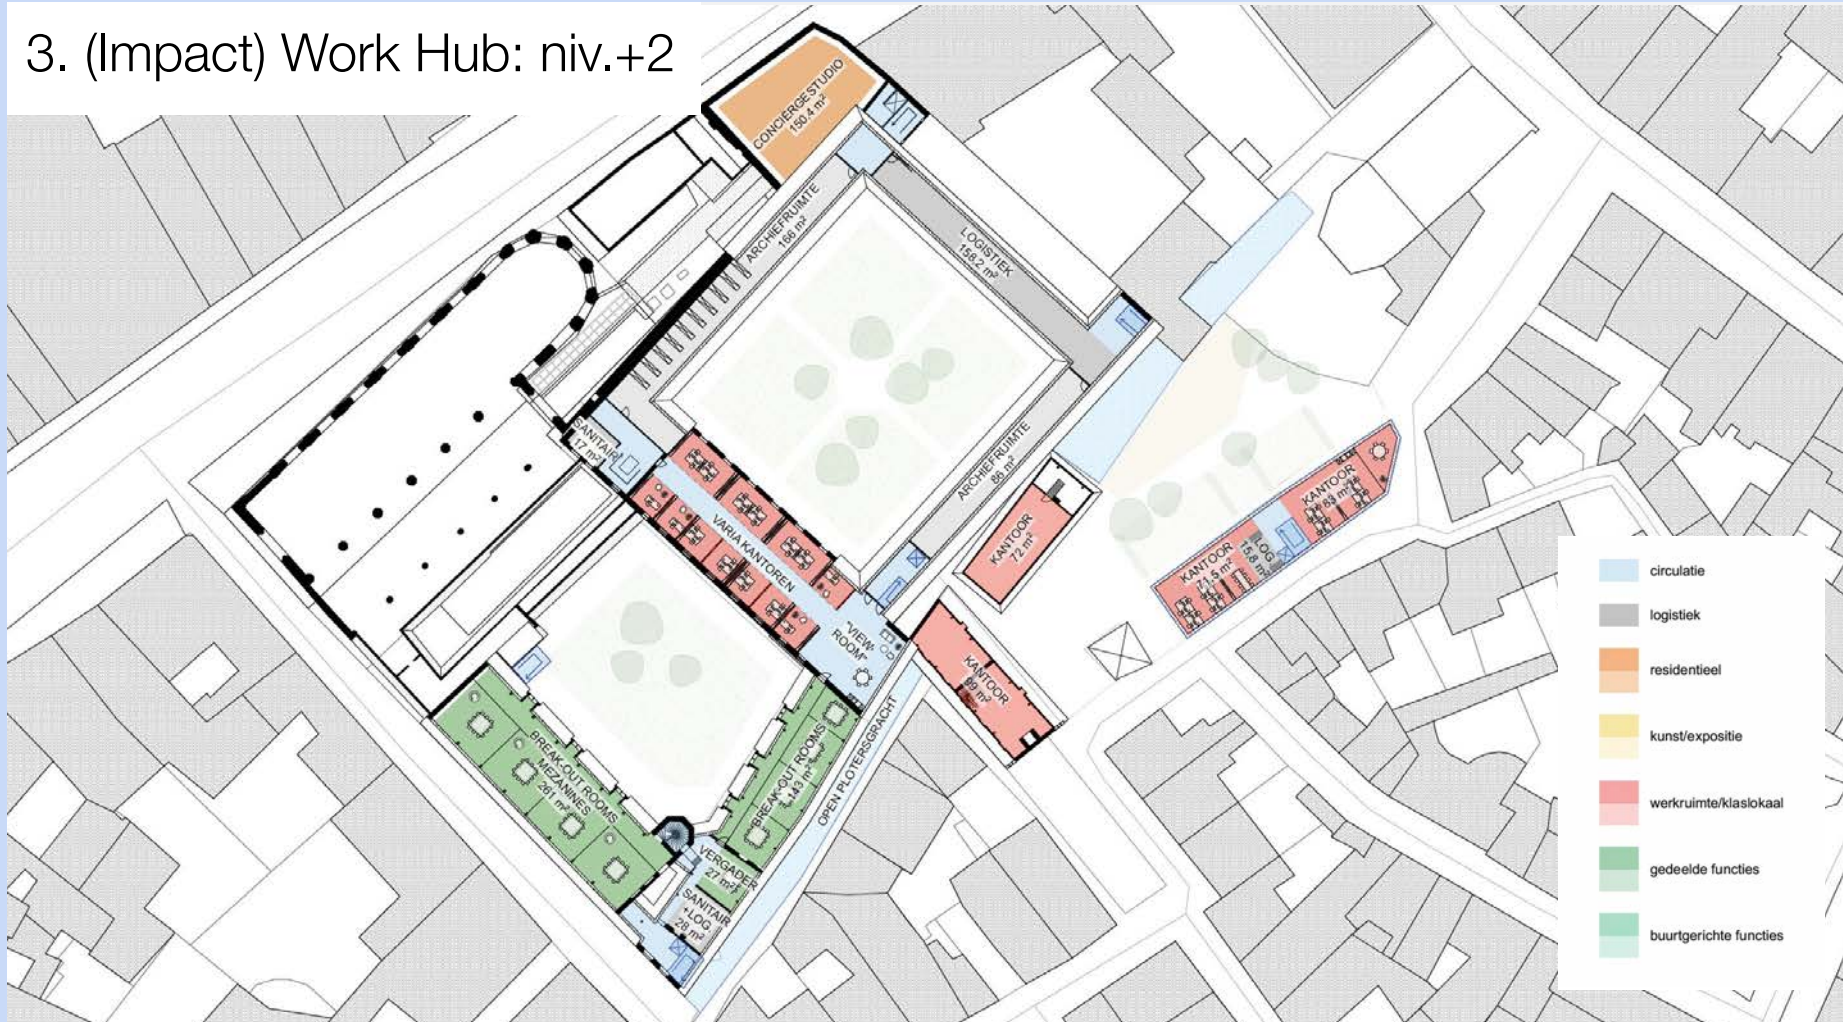 3. (Impact) Work Hub: niv.+2
CONCIËRGESTUDIO
150.4 m²
ARCHIEFRUIMTE
166 m²
LOGISTIEK
158.2 m²
SANITAIR
17 m²
VARIA KANTOREN
ARCHIEFRUIMTE
86 m²
KANTOOR
72 m²
KANTOOR
83 m²
LOG.
15.8 m²
KANTOOR
71.5 m²
"VIEW-
ROOM"
KANTOOR
99 m²
OPEN PLOTERSGRACHT
BREAK-OUT ROOMS
MEZANINES
261 m²
BREAK-OUT ROOMS
143 m²
VERGADER
27 m²
SANITAIR
+LOG.
28 m²
circulatie
logistiek
residentieel
kunst/expositie
werkruimte/klaslokaal
gedeelde functies
buurtgerichte functies